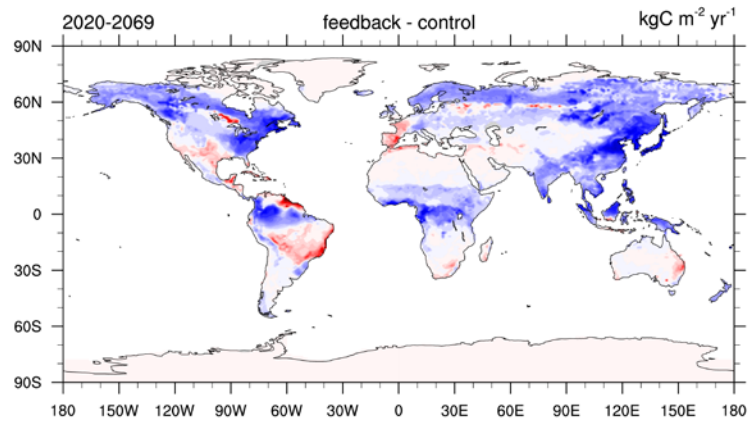 2020-2069 feedback - control kgC m⁻² yr⁻¹
90N
60N
30N
0
30S
60S
90S
180 150W 120W 90W 60W 30W 0 30E 60E 90E 120E 150E 180